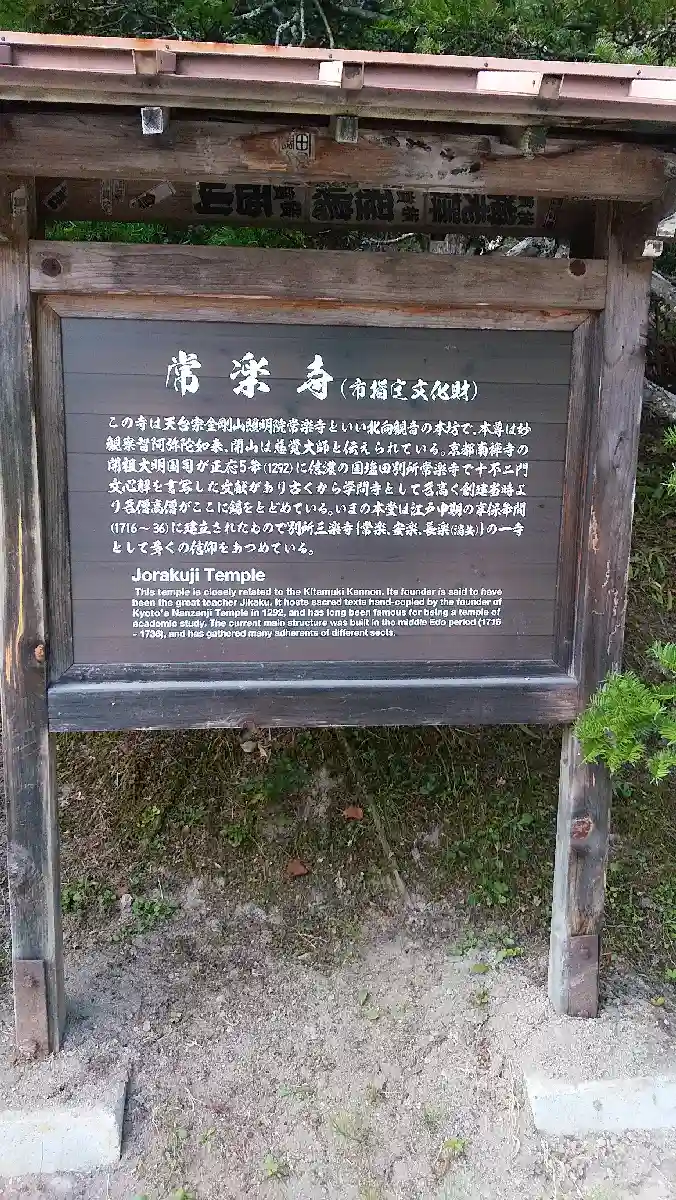 常楽寺(市指定文化財)
この寺は天台宗金剛山照明院常楽寺といい北向観音の本坊で、本尊は妙
観察智阿弥陀如来、開山は慈覚大師と伝えられている。京都南禅寺の
開祖大明国司が正応5年(1292)に信濃の国塩田別所常楽寺で十不二門
文心解を書写した文献があり古くから学問寺として名高く創建当時よ
り名僧高僧がここに錫をとどめている。いまの本堂は江戸中期の享保年間
(1716〜36)に建立されたもので別所三楽寺{常楽、安楽、長楽(滅失)}の一寺
として多くの信仰をあつめている。
Jorakuji Temple
This temple is closely related to the Kitamuki Kannon. Its founder is said to have
been the great teacher Jikaku. It hosts sacred texts hand-copied by the founder of
Kyoto's Nanzenji Temple in 1292, and has long been famous for being a temple of
academic study. The current main structure was built in the middle Edo period (1716
- 1736), and has gathered many adherents of different sects.